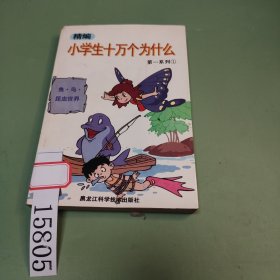 精编
小学生十万个为什么
第一系列①
鱼·鸟·
昆虫世界
黑龙江科学技术出版社
15805